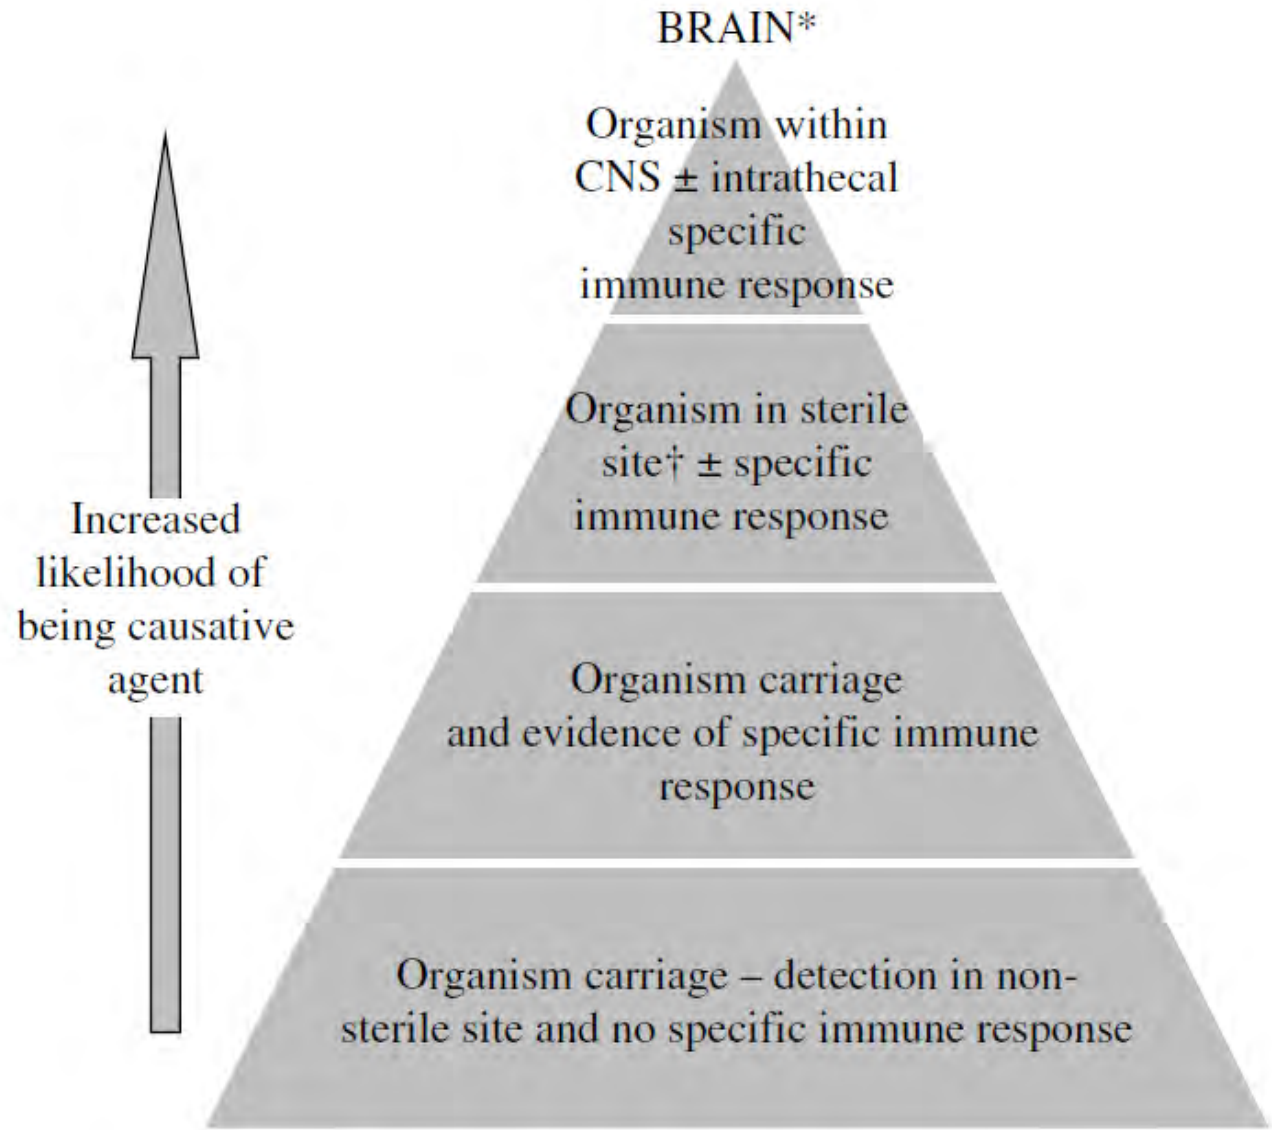 BRAIN*
Organism within
CNS ± intrathecal
specific
immune response
Organism in sterile
site† ± specific
immune response
Increased
likelihood of
being causative
agent
Organism carriage
and evidence of specific immune
response
Organism carriage – detection in non-
sterile site and no specific immune response